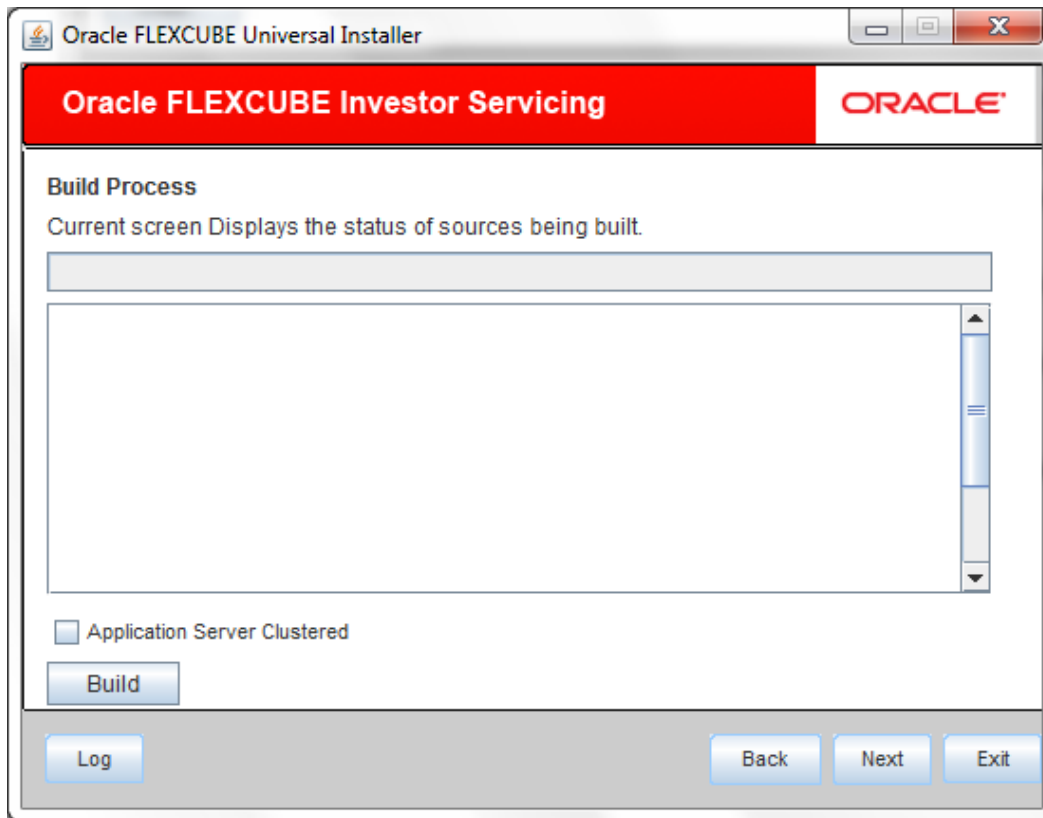 Oracle FLEXCUBE Universal Installer
Oracle FLEXCUBE Investor Servicing
ORACLE
Build Process
Current screen Displays the status of sources being built.
Application Server Clustered
Build
Log
Back
Next
Exit